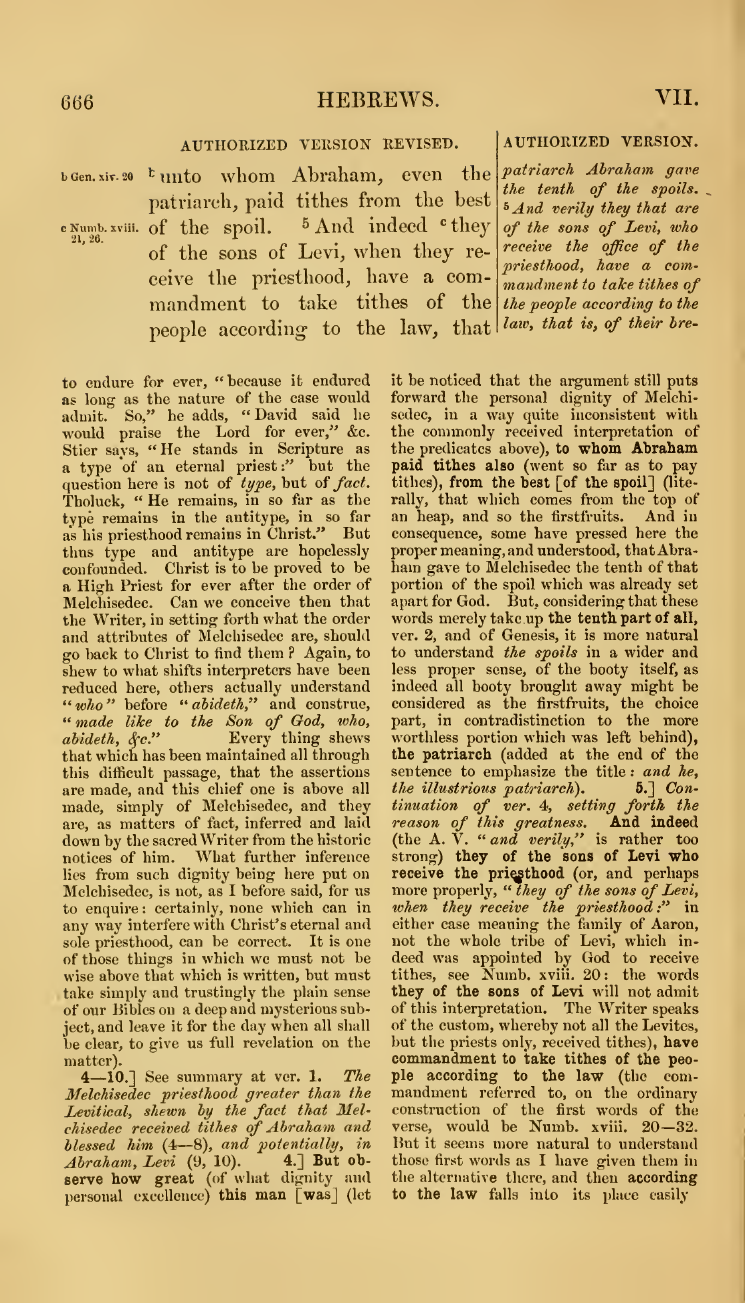 666
HEBREWS.
VII.
AUTHORIZED VERSION REVISED.
b Gen. xiv. 20
b unto whom Abraham, even the
patriarch, paid tithes from the best
c Numb. xviii.
21, 26.
of the spoil. 5 And indeed c they
of the sons of Levi, when they re-
ceive the priesthood, have a com-
mandment to take tithes of the
people according to the law, that
AUTHORIZED VERSION.
patriarch Abraham gave
the tenth of the spoils.
5 And verily they that are
of the sons of Levi, who
receive the office of the
priesthood, have a com-
mandment to take tithes of
the people according to the
law, that is, of their bre-
to endure for ever, “because it endured
as long as the nature of the case would
admit. So,” he adds, “David said he
would praise the Lord for ever,” &c.
Stier says, “He stands in Scripture as
a type of an eternal priest:” but the
question here is not of type, but of fact.
Tholuck, “He remains, in so far as the
type remains in the antitype, in so far
as his priesthood remains in Christ.” But
thus type and antitype are hopelessly
confounded. Christ is to be proved to be
a High Priest for ever after the order of
Melchisedec. Can we conceive then that
the Writer, in setting forth what the order
and attributes of Melchisedec are, should
go back to Christ to find them? Again, to
shew to what shifts interpreters have been
reduced here, others actually understand
“who” before “abideth,” and construe,
“made like to the Son of God, who,
abideth, &c.” Every thing shews
that which has been maintained all through
this difficult passage, that the assertions
are made, and this chief one is above all
made, simply of Melchisedec, and they
are, as matters of fact, inferred and laid
down by the sacred Writer from the historic
notices of him. What further inference
lies from such dignity being here put on
Melchisedec, is not, as I before said, for us
to enquire: certainly, none which can in
any way interfere with Christ's eternal and
sole priesthood, can be correct. It is one
of those things in which we must not be
wise above that which is written, but must
take simply and trustingly the plain sense
of our Bibles on a deep and mysterious sub-
ject, and leave it for the day when all shall
be clear, to give us full revelation on the
matter).
4—10.] See summary at ver. 1. The
Melchisedec priesthood greater than the
Levitical, shewn by the fact that Mel-
chisedec received tithes of Abraham and
blessed him (4—8), and potentially, in
Abraham, Levi (9, 10). 4.] But ob-
serve how great (of what dignity and
personal excellence) this man [was] (let
it be noticed that the argument still puts
forward the personal dignity of Melchi-
sedec, in a way quite inconsistent with
the commonly received interpretation of
the predicates above), to whom Abraham
paid tithes also (went so far as to pay
tithes), from the best [of the spoil] (lite-
rally, that which comes from the top of
an heap, and so the firstfruits. And in
consequence, some have pressed here the
proper meaning, and understood, that Abra-
ham gave to Melchisedec the tenth of that
portion of the spoil which was already set
apart for God. But, considering that these
words merely take up the tenth part of all,
ver. 2, and of Genesis, it is more natural
to understand the spoils in a wider and
less proper sense, of the booty itself, as
indeed all booty brought away might be
considered as the firstfruits, the choice
part, in contradistinction to the more
worthless portion which was left behind),
the patriarch (added at the end of the
sentence to emphasize the title: and he,
the illustrious patriarch). 5.] Con-
tinuation of ver. 4, setting forth the
reason of this greatness. And indeed
(the A. V. “and verily,” is rather too
strong) they of the sons of Levi who
receive the priesthood (or, and perhaps
more properly, “they of the sons of Levi,
when they receive the priesthood:” in
either case meaning the family of Aaron,
not the whole tribe of Levi, which in-
deed was appointed by God to receive
tithes, see Numb. xviii. 20: the words
they of the sons of Levi will not admit
of this interpretation. The Writer speaks
of the custom, whereby not all the Levites,
but the priests only, received tithes), have
commandment to take tithes of the peo-
ple according to the law (the com-
mandment referred to, on the ordinary
construction of the first words of the
verse, would be Numb. xviii. 20—32.
But it seems more natural to understand
those first words as I have given them in
the alternative there, and then according
to the law falls into its place easily